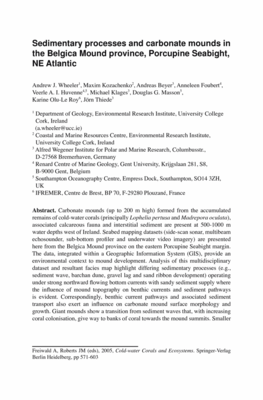 Sedimentary processes and carbonate mounds in
the Belgica Mound province, Porcupine Seabight,
NE Atlantic
Andrew J. Wheeler¹, Maxim Kozachenko², Andreas Beyer³, Anneleen Foubert⁴,
Veerle A. I. Huvenne⁴,⁵, Michael Klages³, Douglas G. Masson⁵,
Karine Olu-Le Roy⁶, Jörn Thiede³
¹ Department of Geology, Environmental Research Institute, University College
Cork, Ireland
(a.wheeler@ucc.ie)
² Coastal and Marine Resources Centre, Environmental Research Institute,
University College Cork, Ireland
³ Alfred Wegener Institute for Polar and Marine Research, Columbusstr.,
D-27568 Bremerhaven, Germany
⁴ Renard Centre of Marine Geology, Gent University, Krijgslaan 281, S8,
B-9000 Gent, Belgium
⁵ Southampton Oceanography Centre, Empress Dock, Southampton, SO14 3ZH,
UK
⁶ IFREMER, Centre de Brest, BP 70, F-29280 Plouzané, France
Abstract. Carbonate mounds (up to 200 m high) formed from the accumulated
remains of cold-water corals (principally Lophelia pertusa and Madrepora oculata),
associated calcareous fauna and interstitial sediment are present at 500-1000 m
water depths west of Ireland. Seabed mapping datasets (side-scan sonar, multibeam
echosounder, sub-bottom profiler and underwater video imagery) are presented
here from the Belgica Mound province on the eastern Porcupine Seabight margin.
The data, integrated within a Geographic Information System (GIS), provide an
environmental context to mound development. Analysis of this multidisciplinary
dataset and resultant facies map highlight differing sedimentary processes (e.g.,
sediment wave, barchan dune, gravel lag and sand ribbon development) operating
under strong northward flowing bottom currents with sandy sediment supply where
the influence of mound topography on benthic currents and sediment pathways
is evident. Correspondingly, benthic current pathways and associated sediment
transport also exert an influence on carbonate mound surface morphology and
growth. Giant mounds show a transition from sediment waves that, with increasing
coral colonisation, give way to banks of coral towards the mound summits. Smaller
Freiwald A, Roberts JM (eds), 2005, Cold-water Corals and Ecosystems. Springer-Verlag
Berlin Heidelberg, pp 571-603